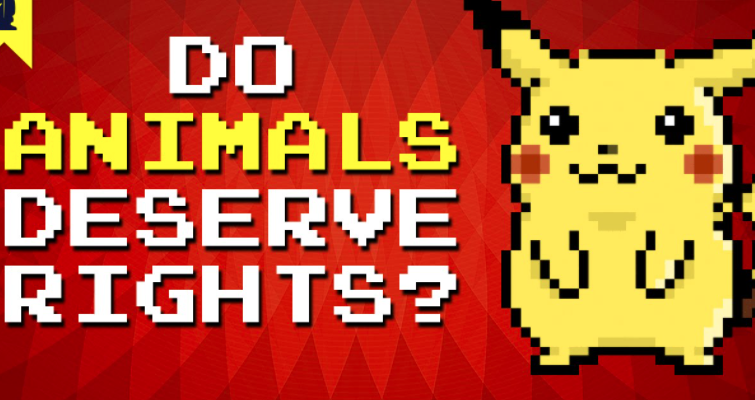 DO
ANIMALS
DESERVE
RIGHTS?